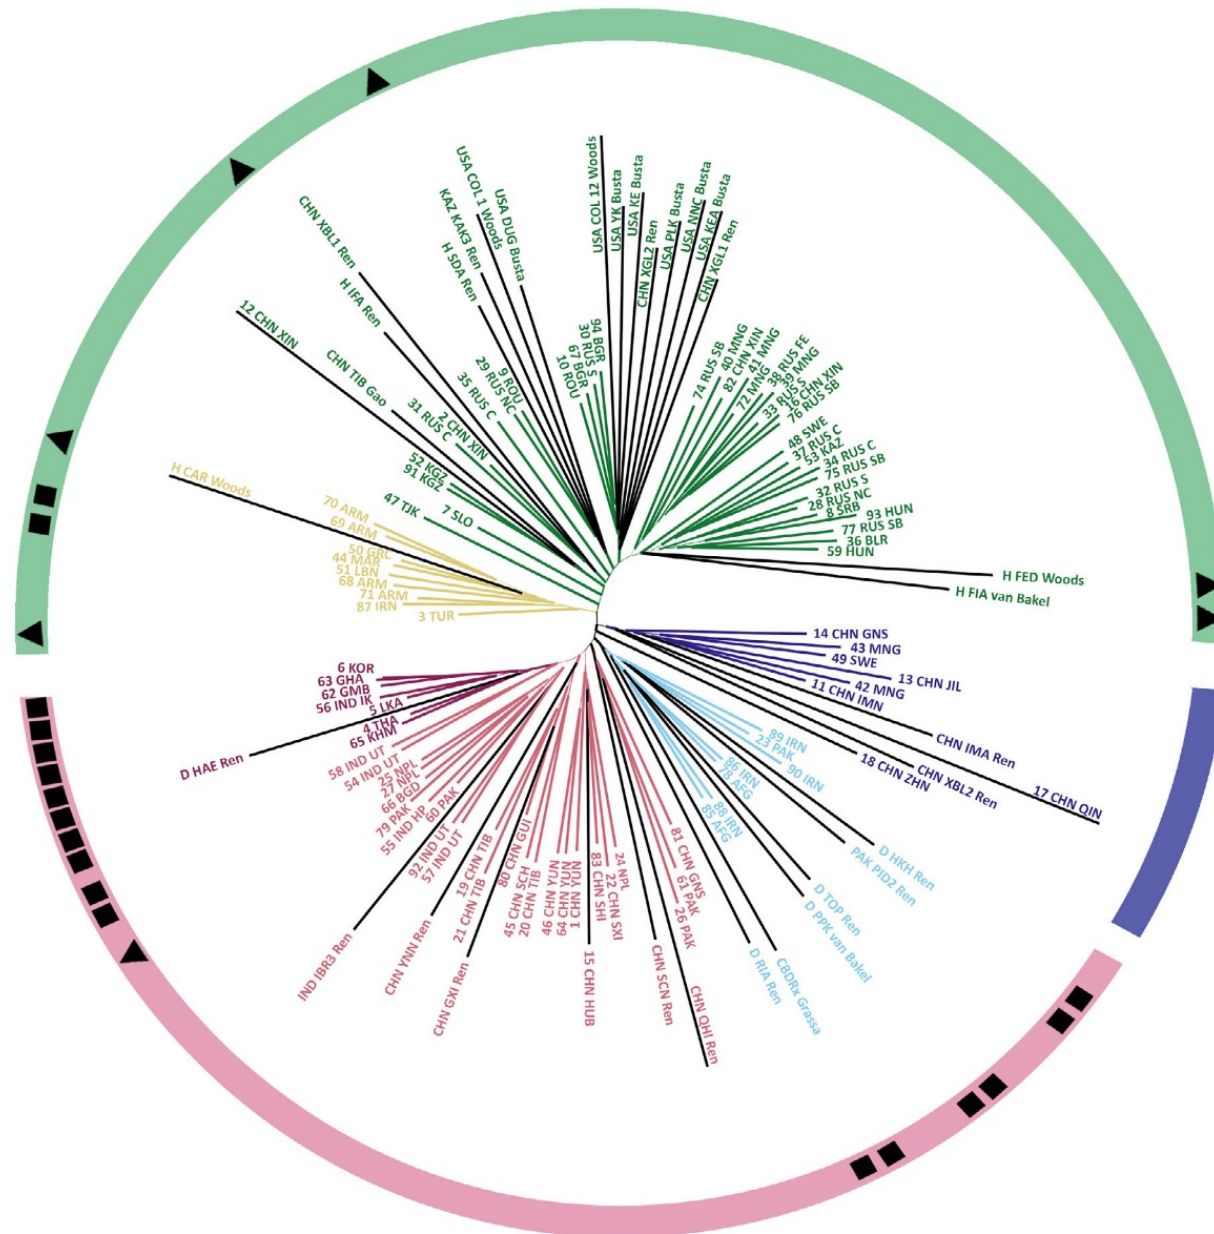 USA COL 12 Woods
USA YK Busta
USA KE Busta
CHN XGL2 Ren
USA PLK Busta
USA NNC Busta
USA KEA Busta
CHN XGL1 Ren
74 RUS SB
40 MNG
82 CHN XIN
41 MNG
72 MNG
38 RUS FE
39 MNG
33 RUS S
16 CHN XIN
76 RUS SB
48 SWE
37 RUS C
53 KAZ
34 RUS C
75 RUS SB
32 RUS S
28 RUS NC
8 SRB
93 HUN
77 RUS SB
36 BLR
59 HUN
H FED Woods
H FIA van Bakel
14 CHN GNS
43 MNG
49 SWE
13 CHN JIL
42 MNG
11 CHN IMN
CHN IMA Ren
17 CHN QIN
CHN XBL2 Ren
18 CHN ZHN
89 IRN
23 PAK
90 IRN
D HKH Ren
PAK PID2 Ren
86 IRN
78 AFG
D TOP Ren
D PPK van Bakel
88 IRN
85 AFG
CBDRx Grassa
D RIA Ren
81 CHN GNS
61 PAK
26 PAK
CHN QHI Ren
CHN SCN Ren
24 NPL
22 CHN SXI
83 CHN SHI
15 CHN HUB
1 CHN YUN
64 CHN YUN
46 CHN YUN
20 CHN TIB
45 CHN SCH
80 CHN GUI
CHN GXI Ren
21 CHN TIB
19 CHN TIB
CHN YNN Ren
57 IND UT
92 IND UT
IND IBR3 Ren
60 PAK
55 IND HP
79 PAK
66 BGD
27 NPL
25 NPL
54 IND UT
58 IND UT
65 KHM
4 THA
D HAE Ren
5 LKA
56 IND IK
62 GMB
63 GHA
6 KOR
3 TUR
87 IRN
71 ARM
68 ARM
51 LBN
44 MAR
50 GRC
69 ARM
70 ARM
H CAR Woods
47 TJK
7 SLO
91 KGZ
52 KGZ
12 CHN XIN
31 RUS C
CHN TIB Gao
2 CHN XIN
H IFA Ren
CHN XBL1 Ren
35 RUS C
29 RUS NC
9 ROU
H SDA Ren
KAZ KAK3 Ren
USA COL 1 Woods
USA DUG Busta
10 ROU
67 BGR
30 RUS S
94 BGR